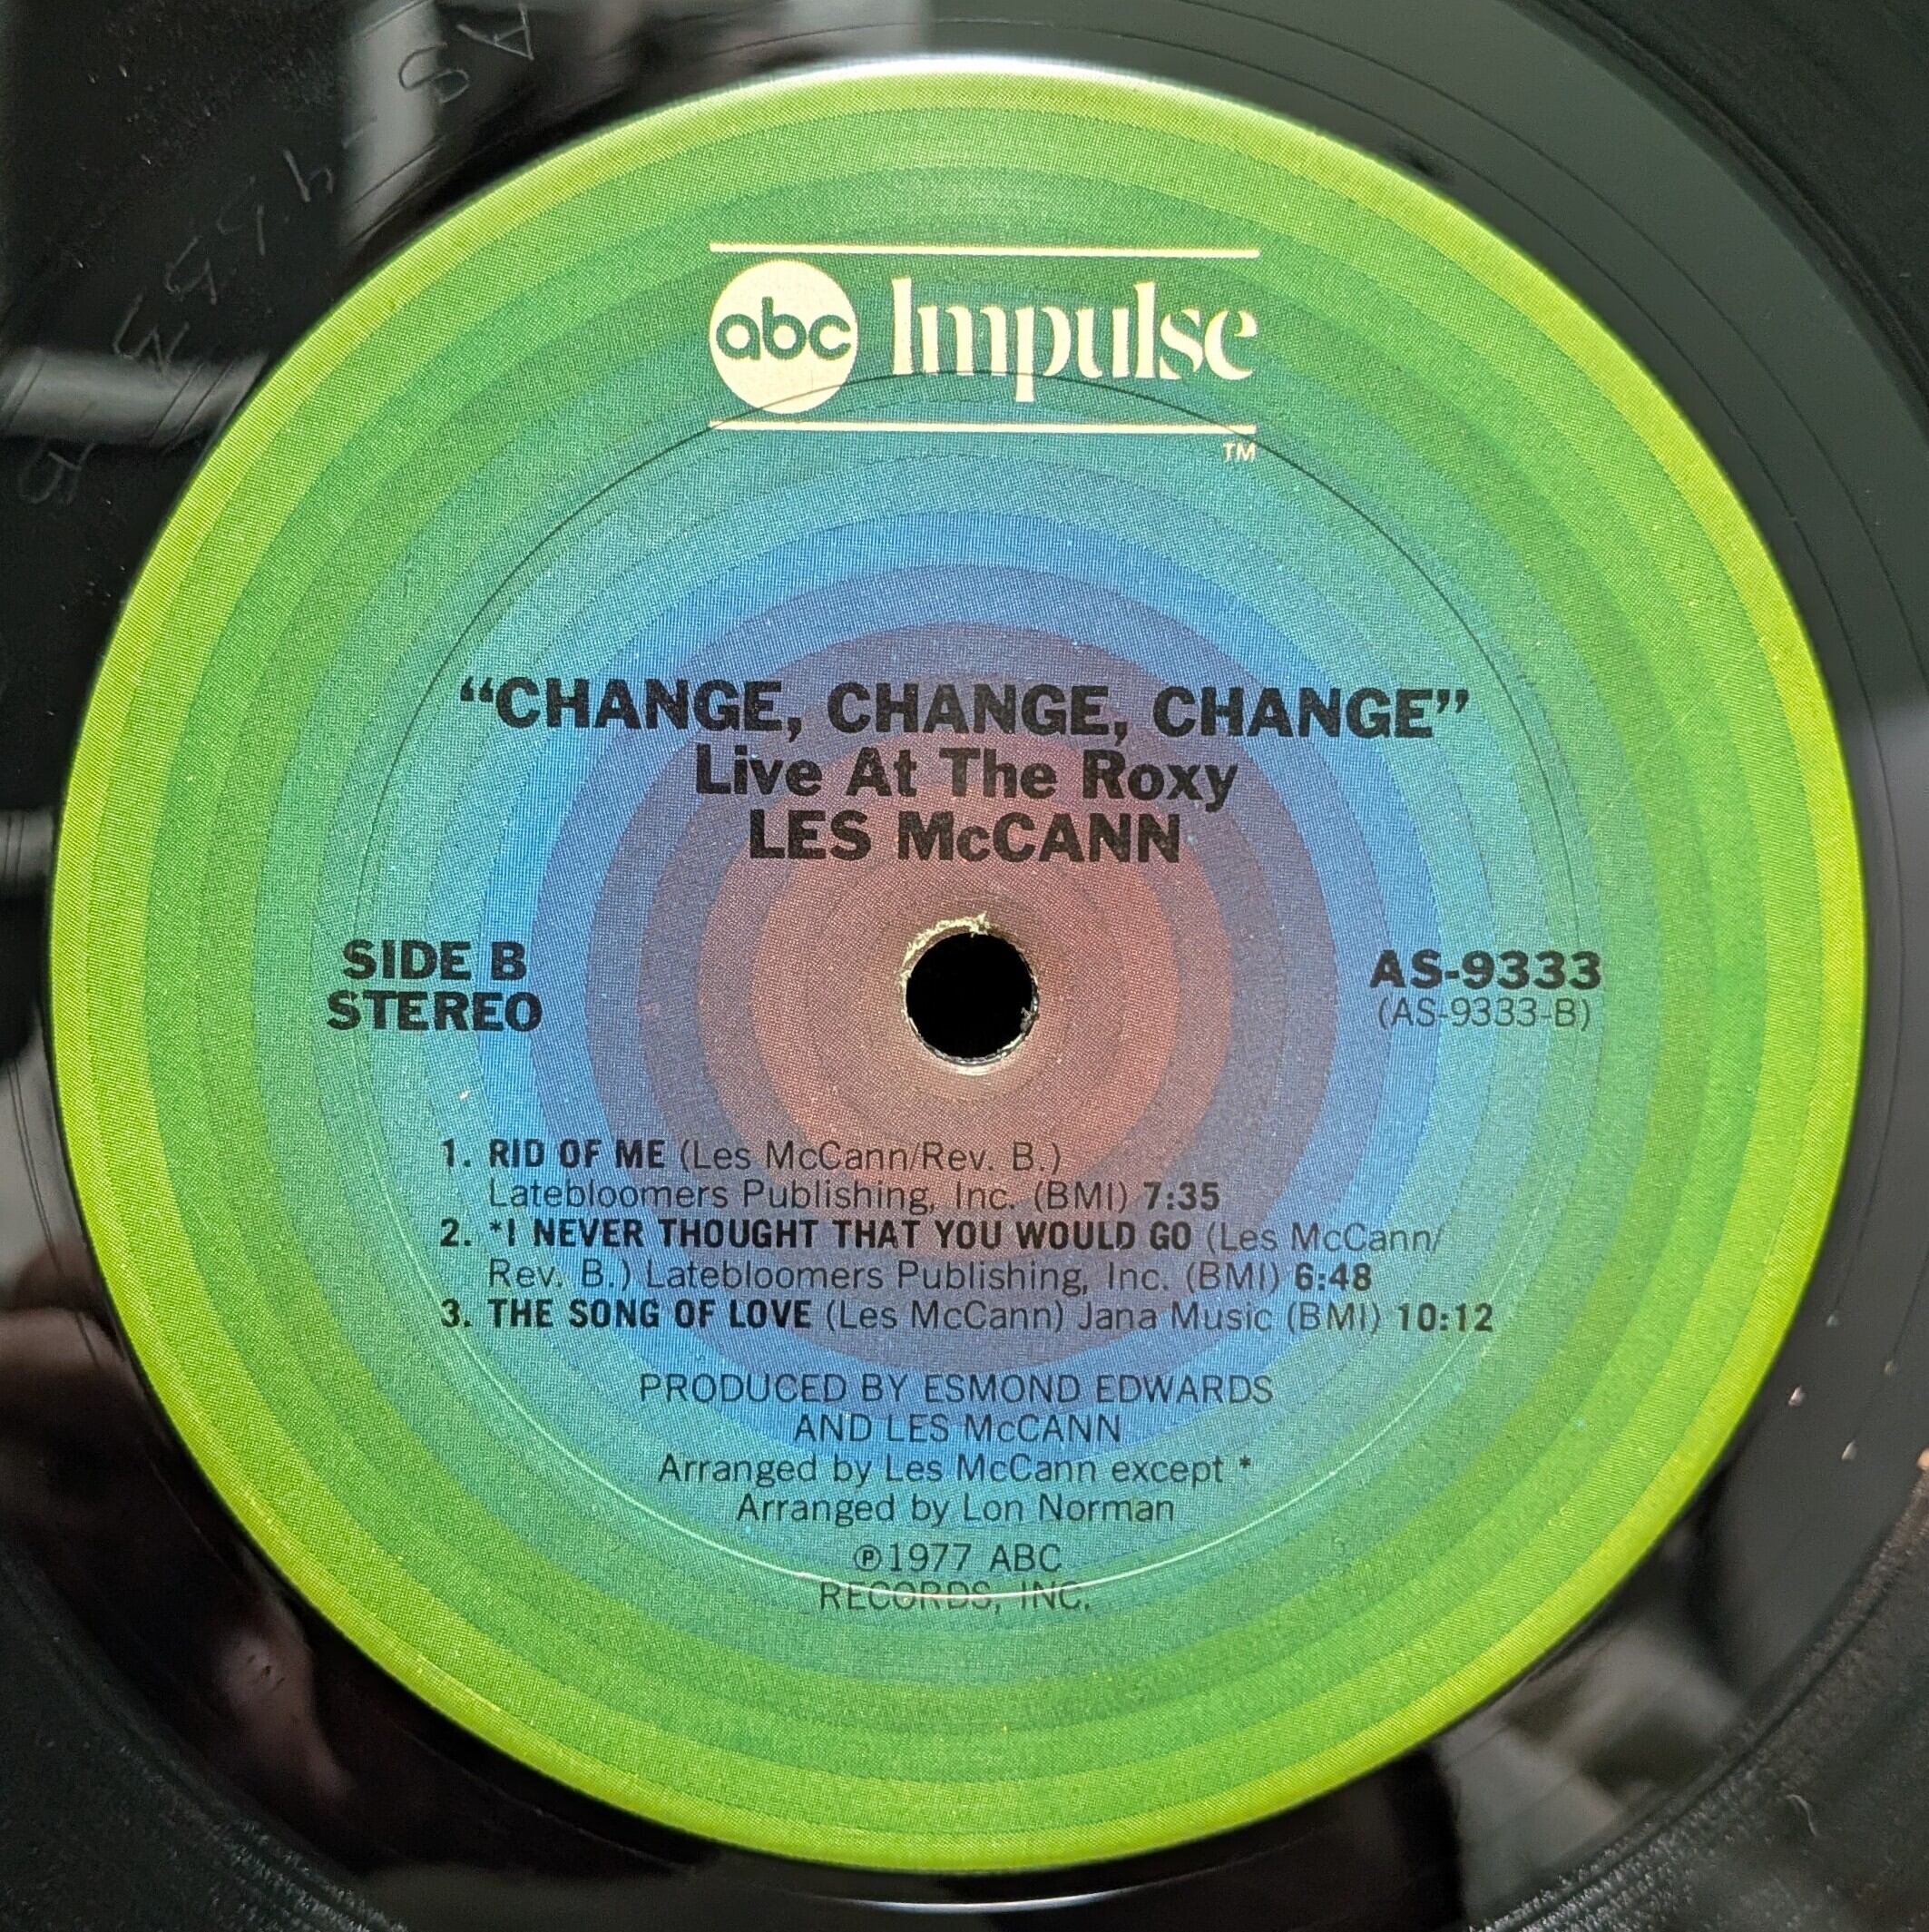 AS-9333 B
abc Impulse
TM
“CHANGE, CHANGE, CHANGE”
Live At The Roxy
LES McCANN
SIDE B
STEREO
AS-9333
(AS-9333-B)
1. RID OF ME (Les McCann/Rev. B.)
Latebloomers Publishing, Inc. (BMI) 7:35
2. *I NEVER THOUGHT THAT YOU WOULD GO (Les McCann/
Rev. B.) Latebloomers Publishing, Inc. (BMI) 6:48
3. THE SONG OF LOVE (Les McCann) Jana Music (BMI) 10:12
PRODUCED BY ESMOND EDWARDS
AND LES McCANN
Arranged by Les McCann except *
Arranged by Lon Norman
℗1977 ABC
RECORDS, INC.